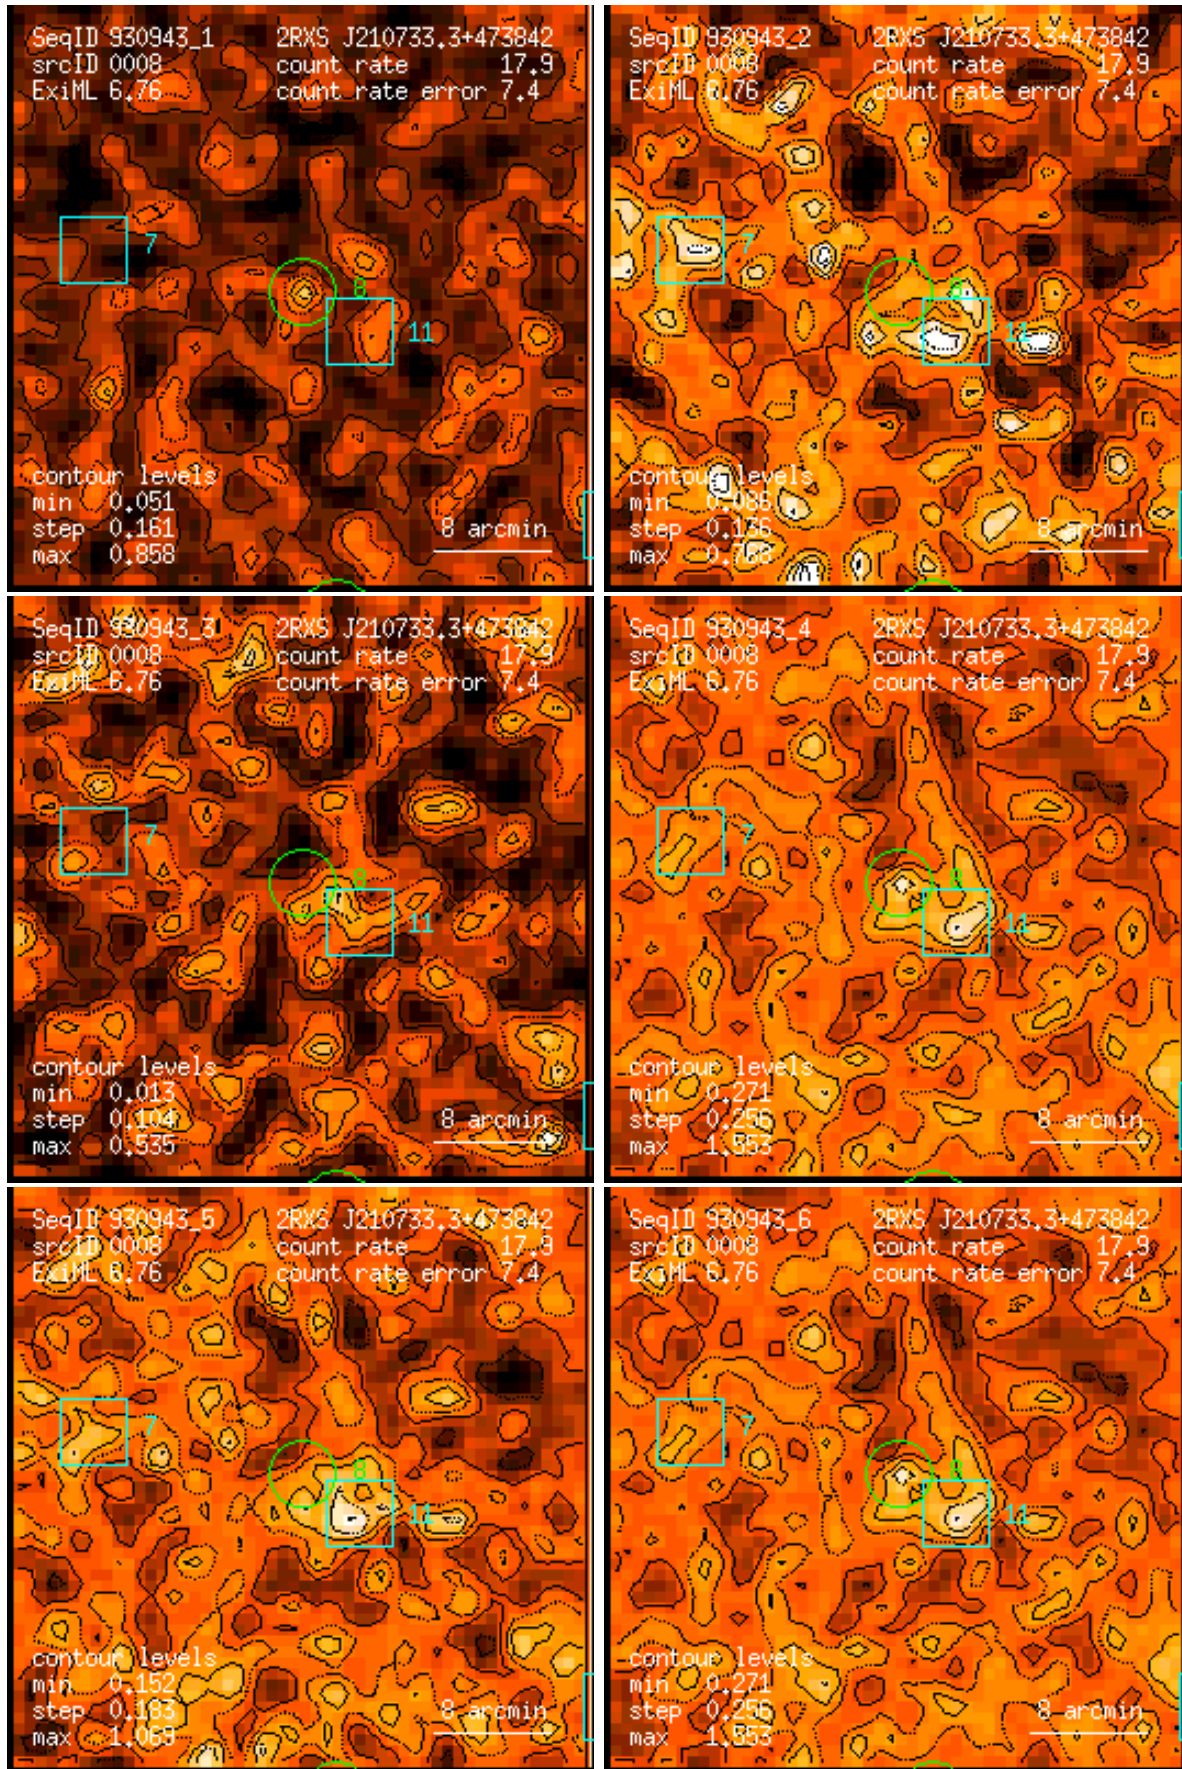 SeqID 930943_1 2RXS J210733.3+473842
srcID 0008 count rate 17.9
ExiML 6.76 count rate error 7.4
7
8
11
contour levels
min 0.051
step 0.161 8 arcmin
max 0.858
SeqID 930943_2 2RXS J210733.3+473842
srcID 0008 count rate 17.9
ExiML 6.76 count rate error 7.4
7
8
11
contour levels
min 0.086
step 0.136 8 arcmin
max 0.768
SeqID 930943_3 2RXS J210733.3+473842
srcID 0008 count rate 17.9
ExiML 6.76 count rate error 7.4
7
8
11
contour levels
min 0.013
step 0.104 8 arcmin
max 0.535
SeqID 930943_4 2RXS J210733.3+473842
srcID 0008 count rate 17.9
ExiML 6.76 count rate error 7.4
7
8
11
contour levels
min 0.271
step 0.256 8 arcmin
max 1.553
SeqID 930943_5 2RXS J210733.3+473842
srcID 0008 count rate 17.9
ExiML 6.76 count rate error 7.4
7
8
11
contour levels
min 0.152
step 0.183 8 arcmin
max 1.069
SeqID 930943_6 2RXS J210733.3+473842
srcID 0008 count rate 17.9
ExiML 6.76 count rate error 7.4
7
8
11
contour levels
min 0.271
step 0.256 8 arcmin
max 1.553